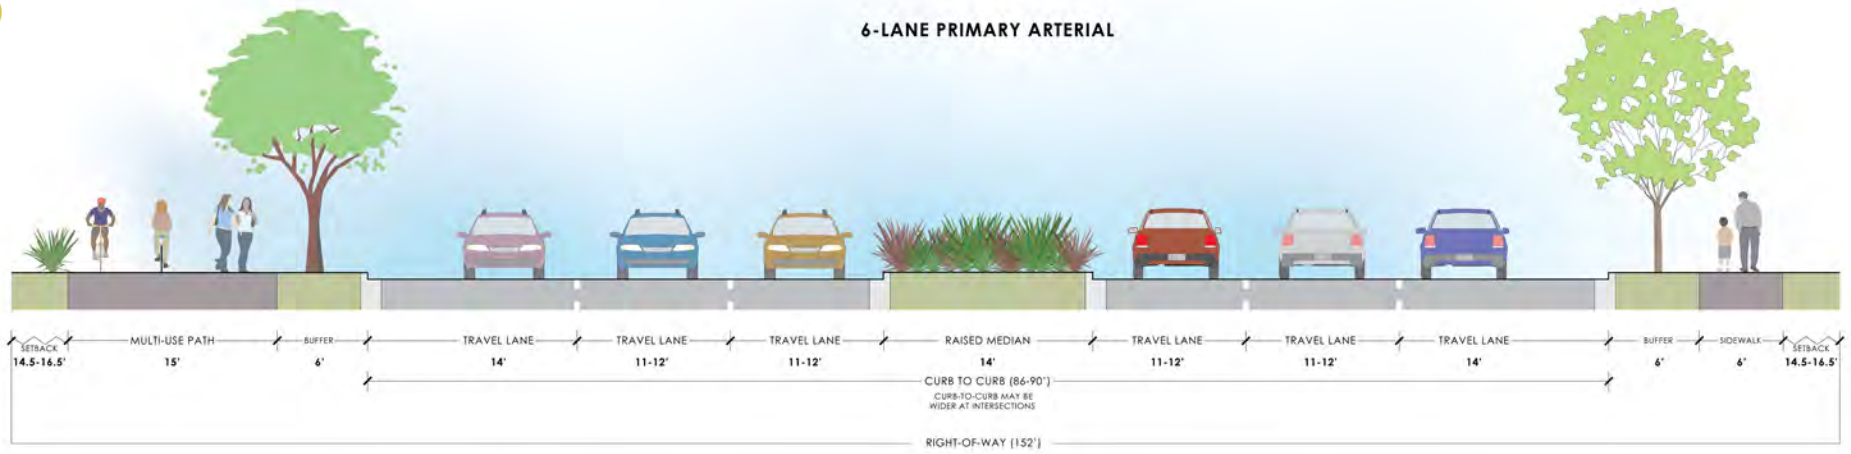 6-LANE PRIMARY ARTERIAL
SETBACK MULTI-USE PATH BUFFER TRAVEL LANE TRAVEL LANE TRAVEL LANE RAISED MEDIAN TRAVEL LANE TRAVEL LANE TRAVEL LANE BUFFER SIDEWALK SETBACK
14.5-16.5' 15' 6' 14' 11-12' 11-12' 14' 11-12' 11-12' 14' 6' 6' 14.5-16.5'
CURB TO CURB (86-90')
CURB-TO-CURB MAY BE
WIDER AT INTERSECTIONS
RIGHT-OF-WAY (152')